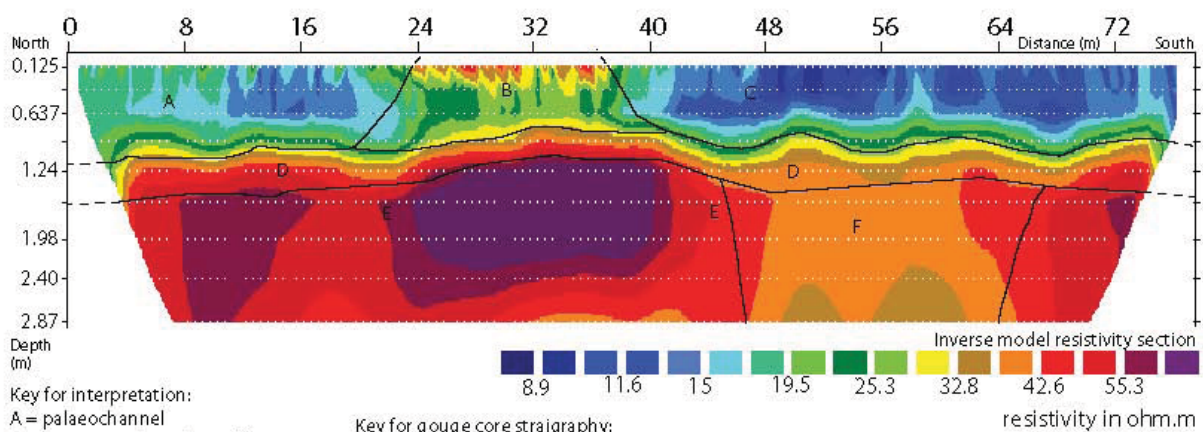 0 8 16 24 32 40 48 56 64 72
North Distance (m) South
0.125
A B C
0.637
1.24
D D
E E F
1.98
2.40
2.87
Depth
(m)
Inverse model resistivity section
8.9 11.6 15 19.5 25.3 32.8 42.6 55.3
resistivity in ohm.m
Key for interpretation:
A = palaeochannel
Key for gouge core straigraphy: